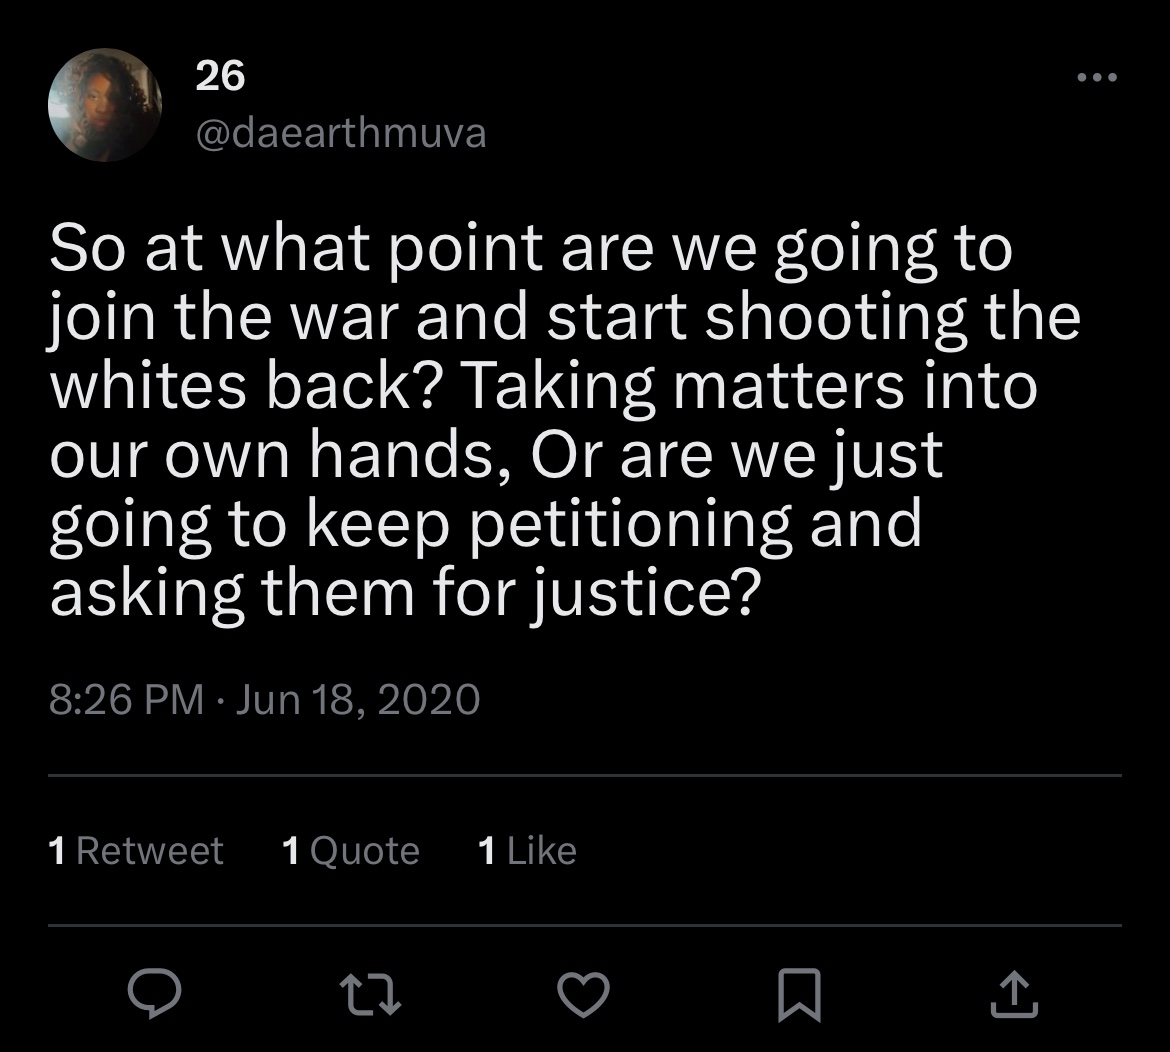 26
@daearthmuva
So at what point are we going to
join the war and start shooting the
whites back? Taking matters into
our own hands, Or are we just
going to keep petitioning and
asking them for justice?
8:26 PM · Jun 18, 2020
1 Retweet 1 Quote 1 Like